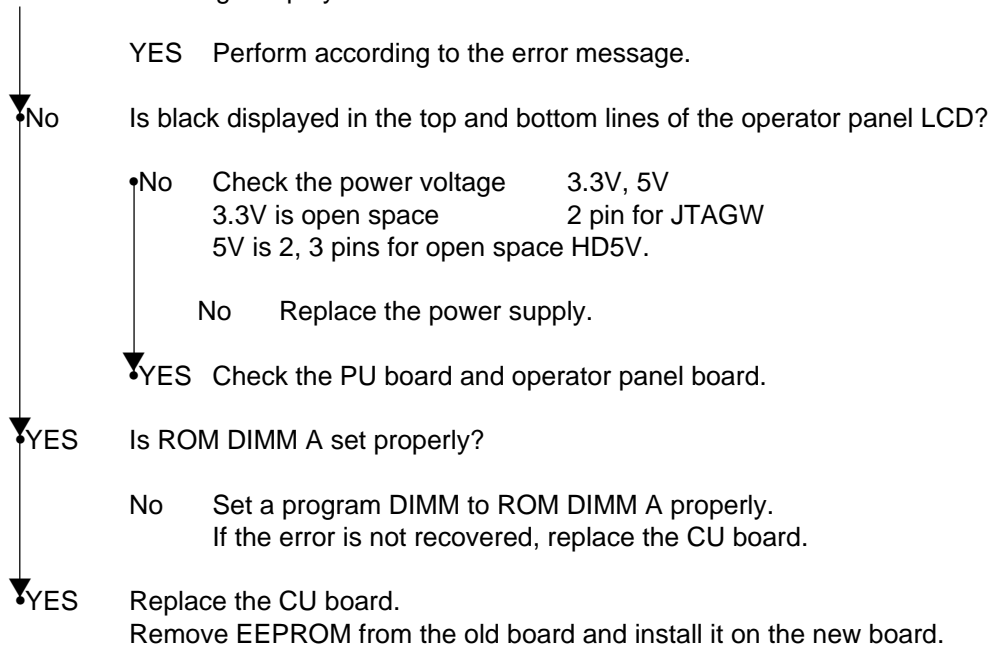 YES Perform according to the error message.
No Is black displayed in the top and bottom lines of the operator panel LCD?
No Check the power voltage 3.3V, 5V
3.3V is open space 2 pin for JTAGW
5V is 2, 3 pins for open space HD5V.
No Replace the power supply.
YES Check the PU board and operator panel board.
YES Is ROM DIMM A set properly?
No Set a program DIMM to ROM DIMM A properly.
If the error is not recovered, replace the CU board.
YES Replace the CU board.
Remove EEPROM from the old board and install it on the new board.